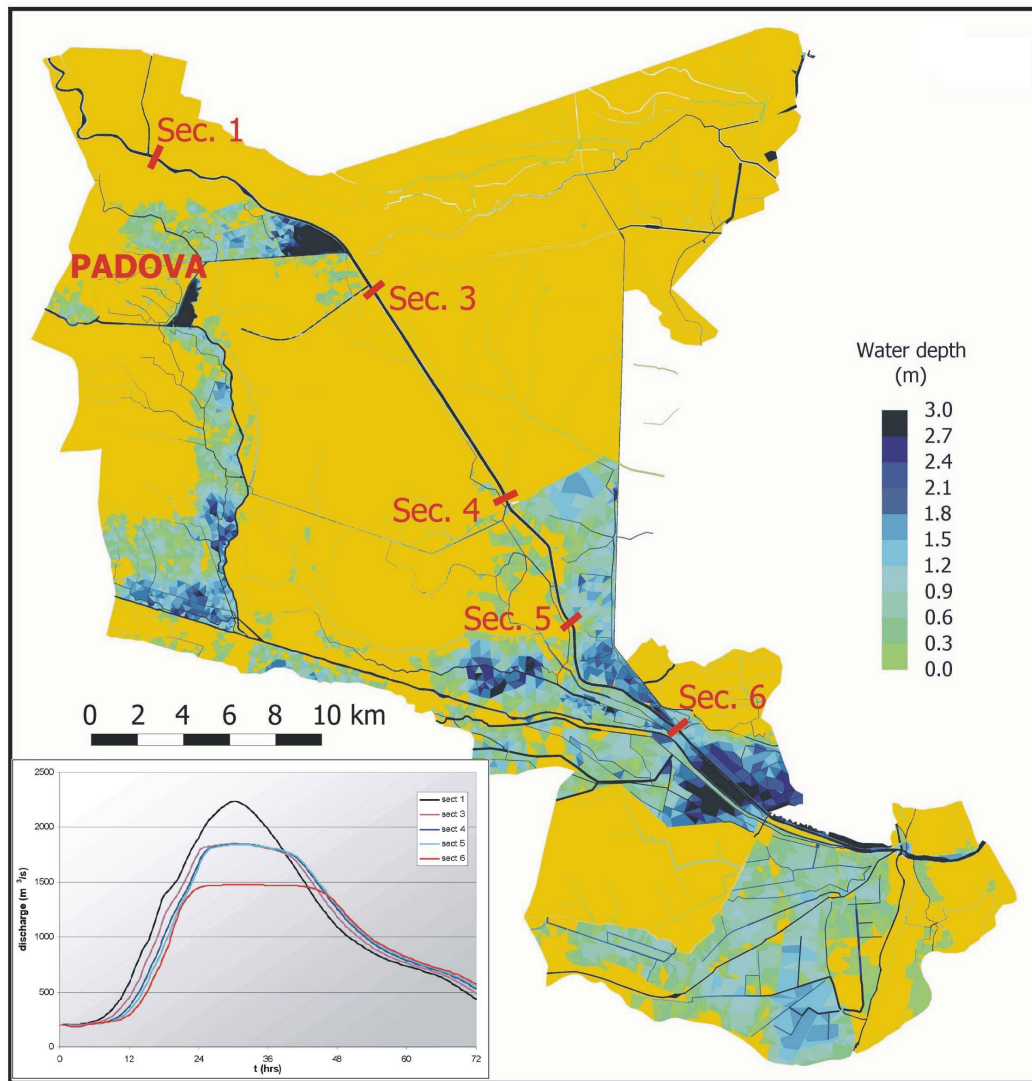 Sec. 1
PADOVA
Sec. 3
Water depth
(m)
3.0
2.7
2.4
2.1
1.8
1.5
1.2
0.9
0.6
0.3
0.0
Sec. 4
Sec. 5
Sec. 6
0 2 4 6 8 10 km
2500
2000
1500
1000
500
0
discharge (m³/s)
sect 1
sect 3
sect 4
sect 5
sect 6
0 12 24 36 48 60 72
t (hrs)